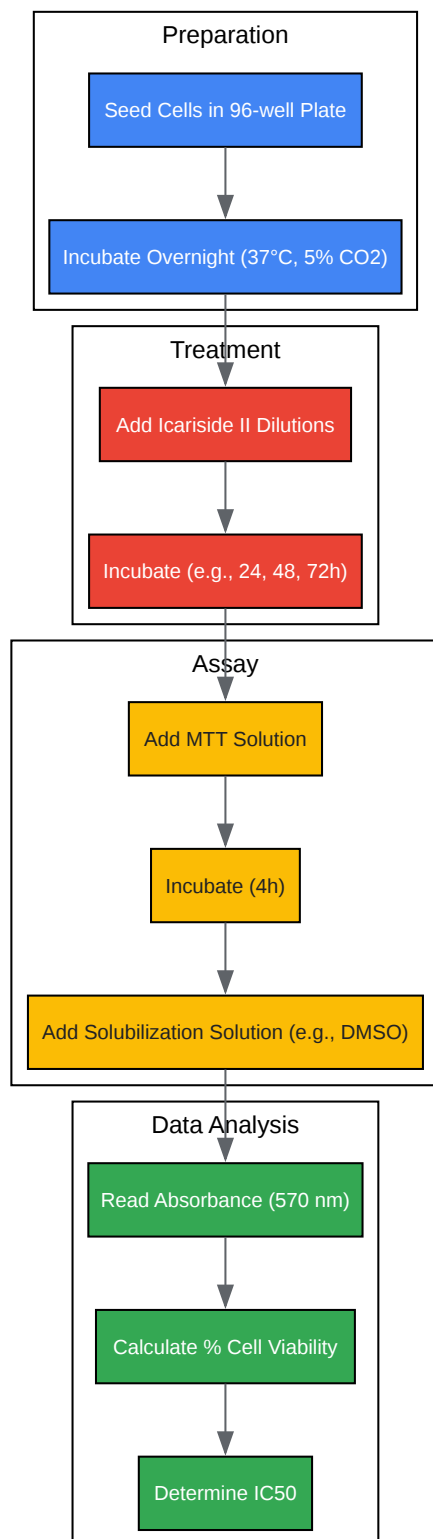 Preparation
Seed Cells in 96-well Plate
Incubate Overnight (37°C, 5% CO2)
Treatment
Add Icariside II Dilutions
Incubate (e.g., 24, 48, 72h)
Assay
Add MTT Solution
Incubate (4h)
Add Solubilization Solution (e.g., DMSO)
Data Analysis
Read Absorbance (570 nm)
Calculate % Cell Viability
Determine IC50